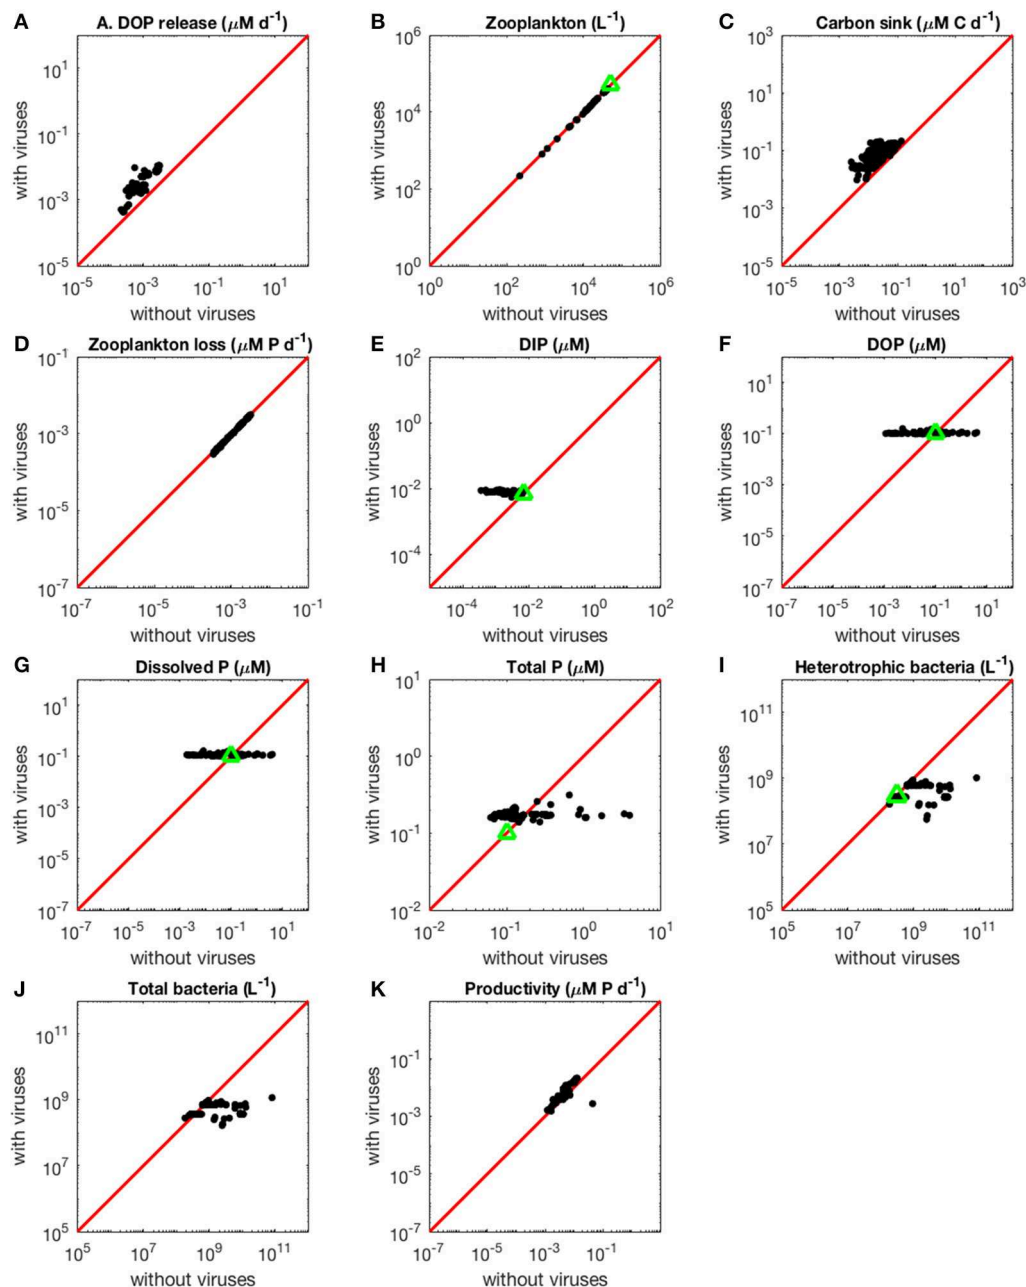 A
A. DOP release (μM d⁻¹)
10¹
10⁻¹
10⁻³
10⁻⁵
with viruses
10⁻⁵ 10⁻³ 10⁻¹ 10¹
without viruses
B
Zooplankton (L⁻¹)
10⁶
10⁴
10²
10⁰
with viruses
10⁰ 10² 10⁴ 10⁶
without viruses
C
Carbon sink (μM C d⁻¹)
10³
10¹
10⁻¹
10⁻³
10⁻⁵
with viruses
10⁻⁵ 10⁻³ 10⁻¹ 10¹ 10³
without viruses
D
Zooplankton loss (μM P d⁻¹)
10⁻¹
10⁻³
10⁻⁵
10⁻⁷
with viruses
10⁻⁷ 10⁻⁵ 10⁻³ 10⁻¹
without viruses
E
DIP (μM)
10²
10⁰
10⁻²
10⁻⁴
with viruses
10⁻⁴ 10⁻² 10⁰ 10²
without viruses
F
DOP (μM)
10¹
10⁻¹
10⁻³
10⁻⁵
10⁻⁷
with viruses
10⁻⁷ 10⁻⁵ 10⁻³ 10⁻¹ 10¹
without viruses
G
Dissolved P (μM)
10¹
10⁻¹
10⁻³
10⁻⁵
10⁻⁷
with viruses
10⁻⁷ 10⁻⁵ 10⁻³ 10⁻¹ 10¹
without viruses
H
Total P (μM)
10¹
10⁰
10⁻¹
10⁻²
with viruses
10⁻² 10⁻¹ 10⁰ 10¹
without viruses
I
Heterotrophic bacteria (L⁻¹)
10¹¹
10⁹
10⁷
10⁵
with viruses
10⁵ 10⁷ 10⁹ 10¹¹
without viruses
J
Total bacteria (L⁻¹)
10¹¹
10⁹
10⁷
10⁵
with viruses
10⁵ 10⁷ 10⁹ 10¹¹
without viruses
K
Productivity (μM P d⁻¹)
10⁻¹
10⁻³
10⁻⁵
10⁻⁷
with viruses
10⁻⁷ 10⁻⁵ 10⁻³ 10⁻¹
without viruses